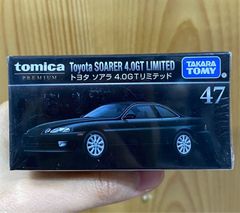 tomica
PREMIUM
Toyota SOARER 4.0GT LIMITED
トヨタ ソアラ 4.0GTリミテッド
TAKARA
TOMY
47